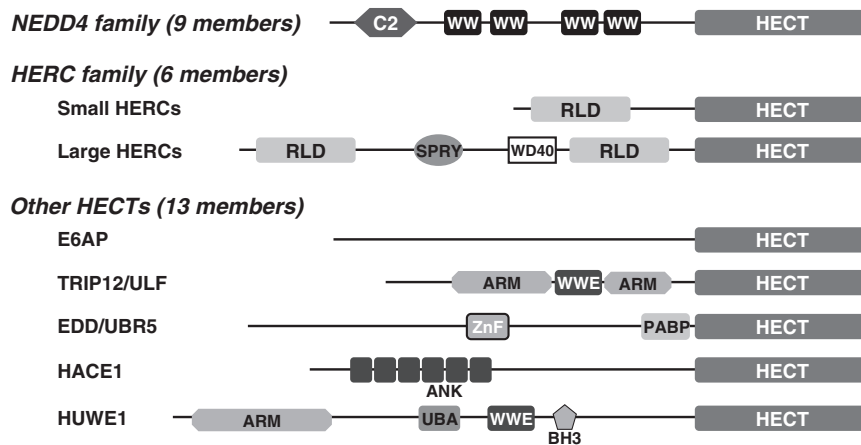 NEDD4 family (9 members) C2 WW WW WW WW HECT
HERC family (6 members)
Small HERCs RLD HECT
Large HERCs RLD SPRY WD40 RLD HECT
Other HECTs (13 members)
E6AP HECT
TRIP12/ULF ARM WWE ARM HECT
EDD/UBR5 ZnF PABP HECT
HACE1 HECT
ANK
HUWE1 ARM UBA WWE HECT
BH3